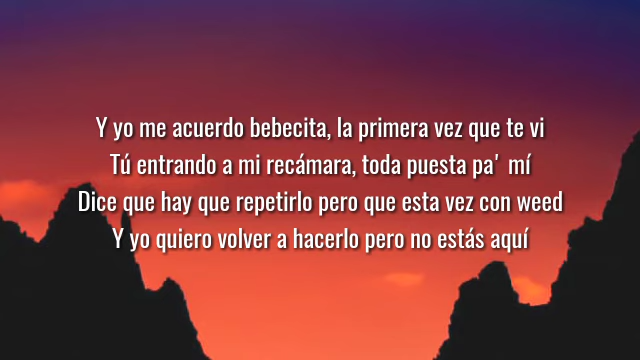 Y yo me acuerdo bebecita, la primera vez que te vi
Tú entrando a mi recámara, toda puesta pa' mí
Dice que hay que repetirlo pero que esta vez con weed
Y yo quiero volver a hacerlo pero no estás aquí